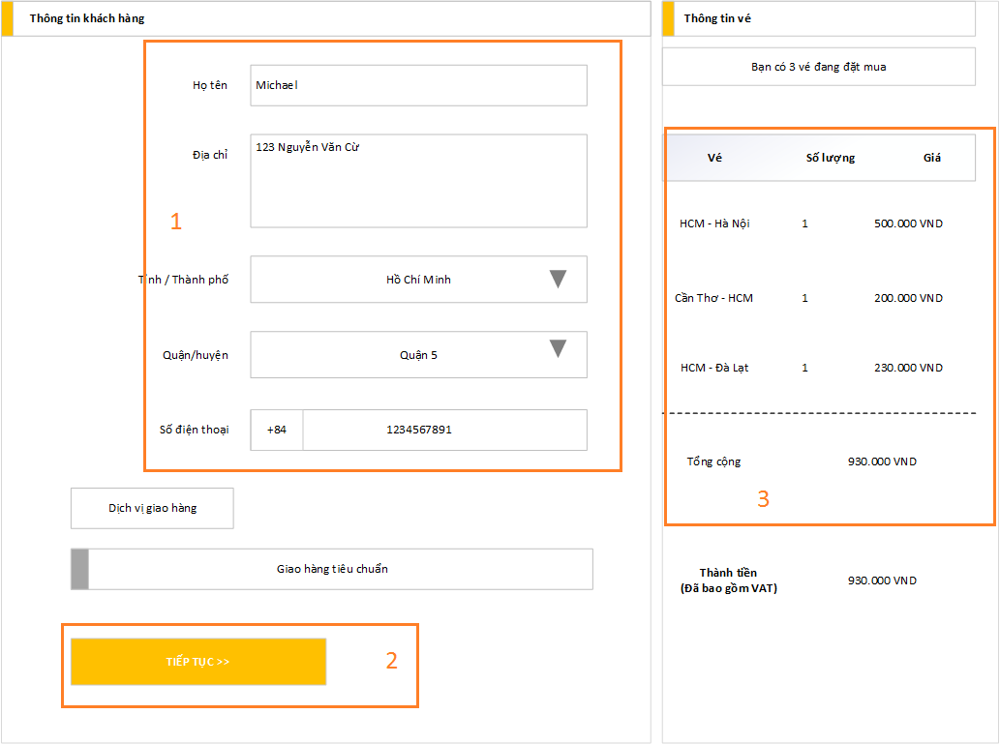 Thông tin khách hàng
Họ tên
Michael
Địa chỉ
123 Nguyễn Văn Cừ
1
Tỉnh / Thành phố
Hồ Chí Minh
Quận/huyện
Quận 5
Số điện thoại
+84
1234567891
Dịch vị giao hàng
Giao hàng tiêu chuẩn
TIẾP TỤC >>
2
Thông tin vé
Bạn có 3 vé đang đặt mua
Vé Số lượng Giá
HCM - Hà Nội 1 500.000 VND
Cần Thơ - HCM 1 200.000 VND
HCM - Đà Lạt 1 230.000 VND
Tổng cộng 930.000 VND
3
Thành tiền
(Đã bao gồm VAT) 930.000 VND